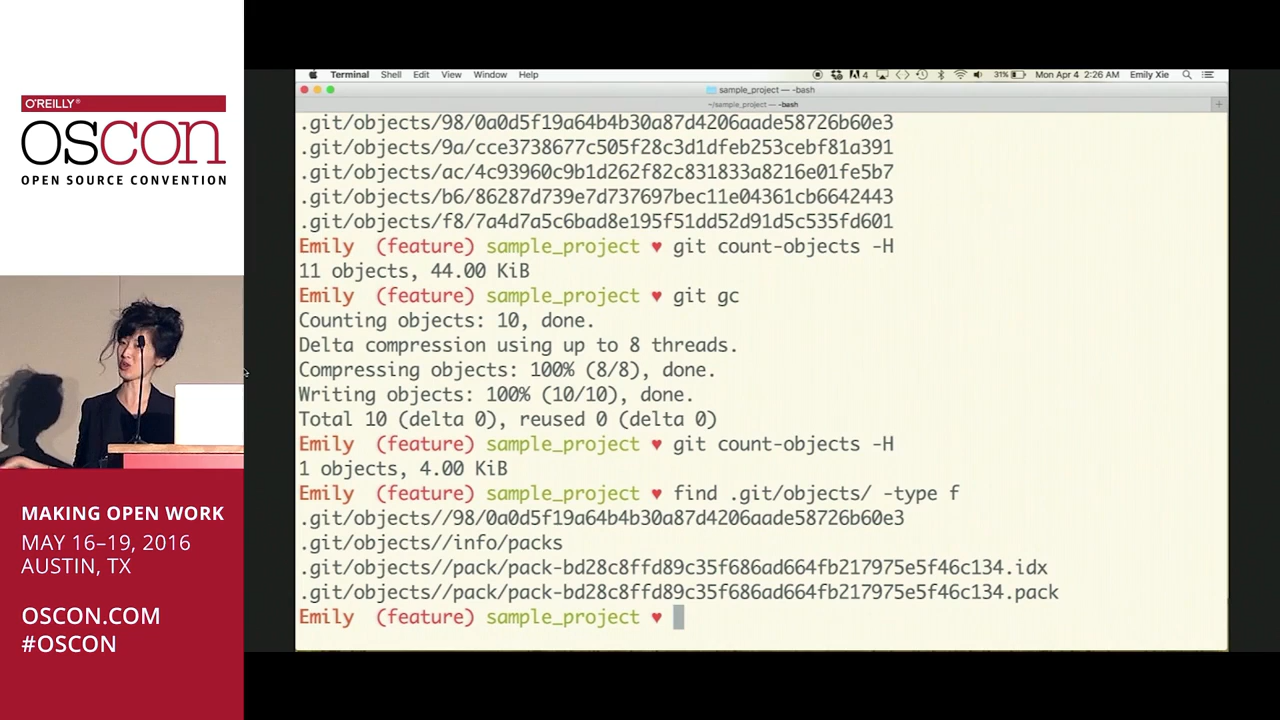 O'REILLY®
OSCON
OPEN SOURCE CONVENTION
MAKING OPEN WORK
MAY 16–19, 2016
AUSTIN, TX
OSCON.COM
#OSCON
Terminal Shell Edit View Window Help
4 31% Mon Apr 4 2:26 AM Emily Xie
sample_project — -bash
~/sample_project — -bash
.git/objects/98/0a0d5f19a64b4b30a87d4206aade58726b60e3
.git/objects/9a/cce3738677c505f28c3d1dfeb253cebf81a391
.git/objects/ac/4c93960c9b1d262f82c831833a8216e01fe5b7
.git/objects/b6/86287d739e7d737697bec11e04361cb6642443
.git/objects/f8/7a4d7a5c6bad8e195f51dd52d91d5c535fd601
Emily (feature) sample_project ♥ git count-objects -H
11 objects, 44.00 KiB
Emily (feature) sample_project ♥ git gc
Counting objects: 10, done.
Delta compression using up to 8 threads.
Compressing objects: 100% (8/8), done.
Writing objects: 100% (10/10), done.
Total 10 (delta 0), reused 0 (delta 0)
Emily (feature) sample_project ♥ git count-objects -H
1 objects, 4.00 KiB
Emily (feature) sample_project ♥ find .git/objects/ -type f
.git/objects//98/0a0d5f19a64b4b30a87d4206aade58726b60e3
.git/objects//info/packs
.git/objects//pack/pack-bd28c8ffd89c35f686ad664fb217975e5f46c134.idx
.git/objects//pack/pack-bd28c8ffd89c35f686ad664fb217975e5f46c134.pack
Emily (feature) sample_project ♥